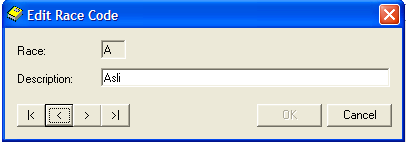 Edit Race Code
Race: A
Description: Asli
|< < > >| OK Cancel